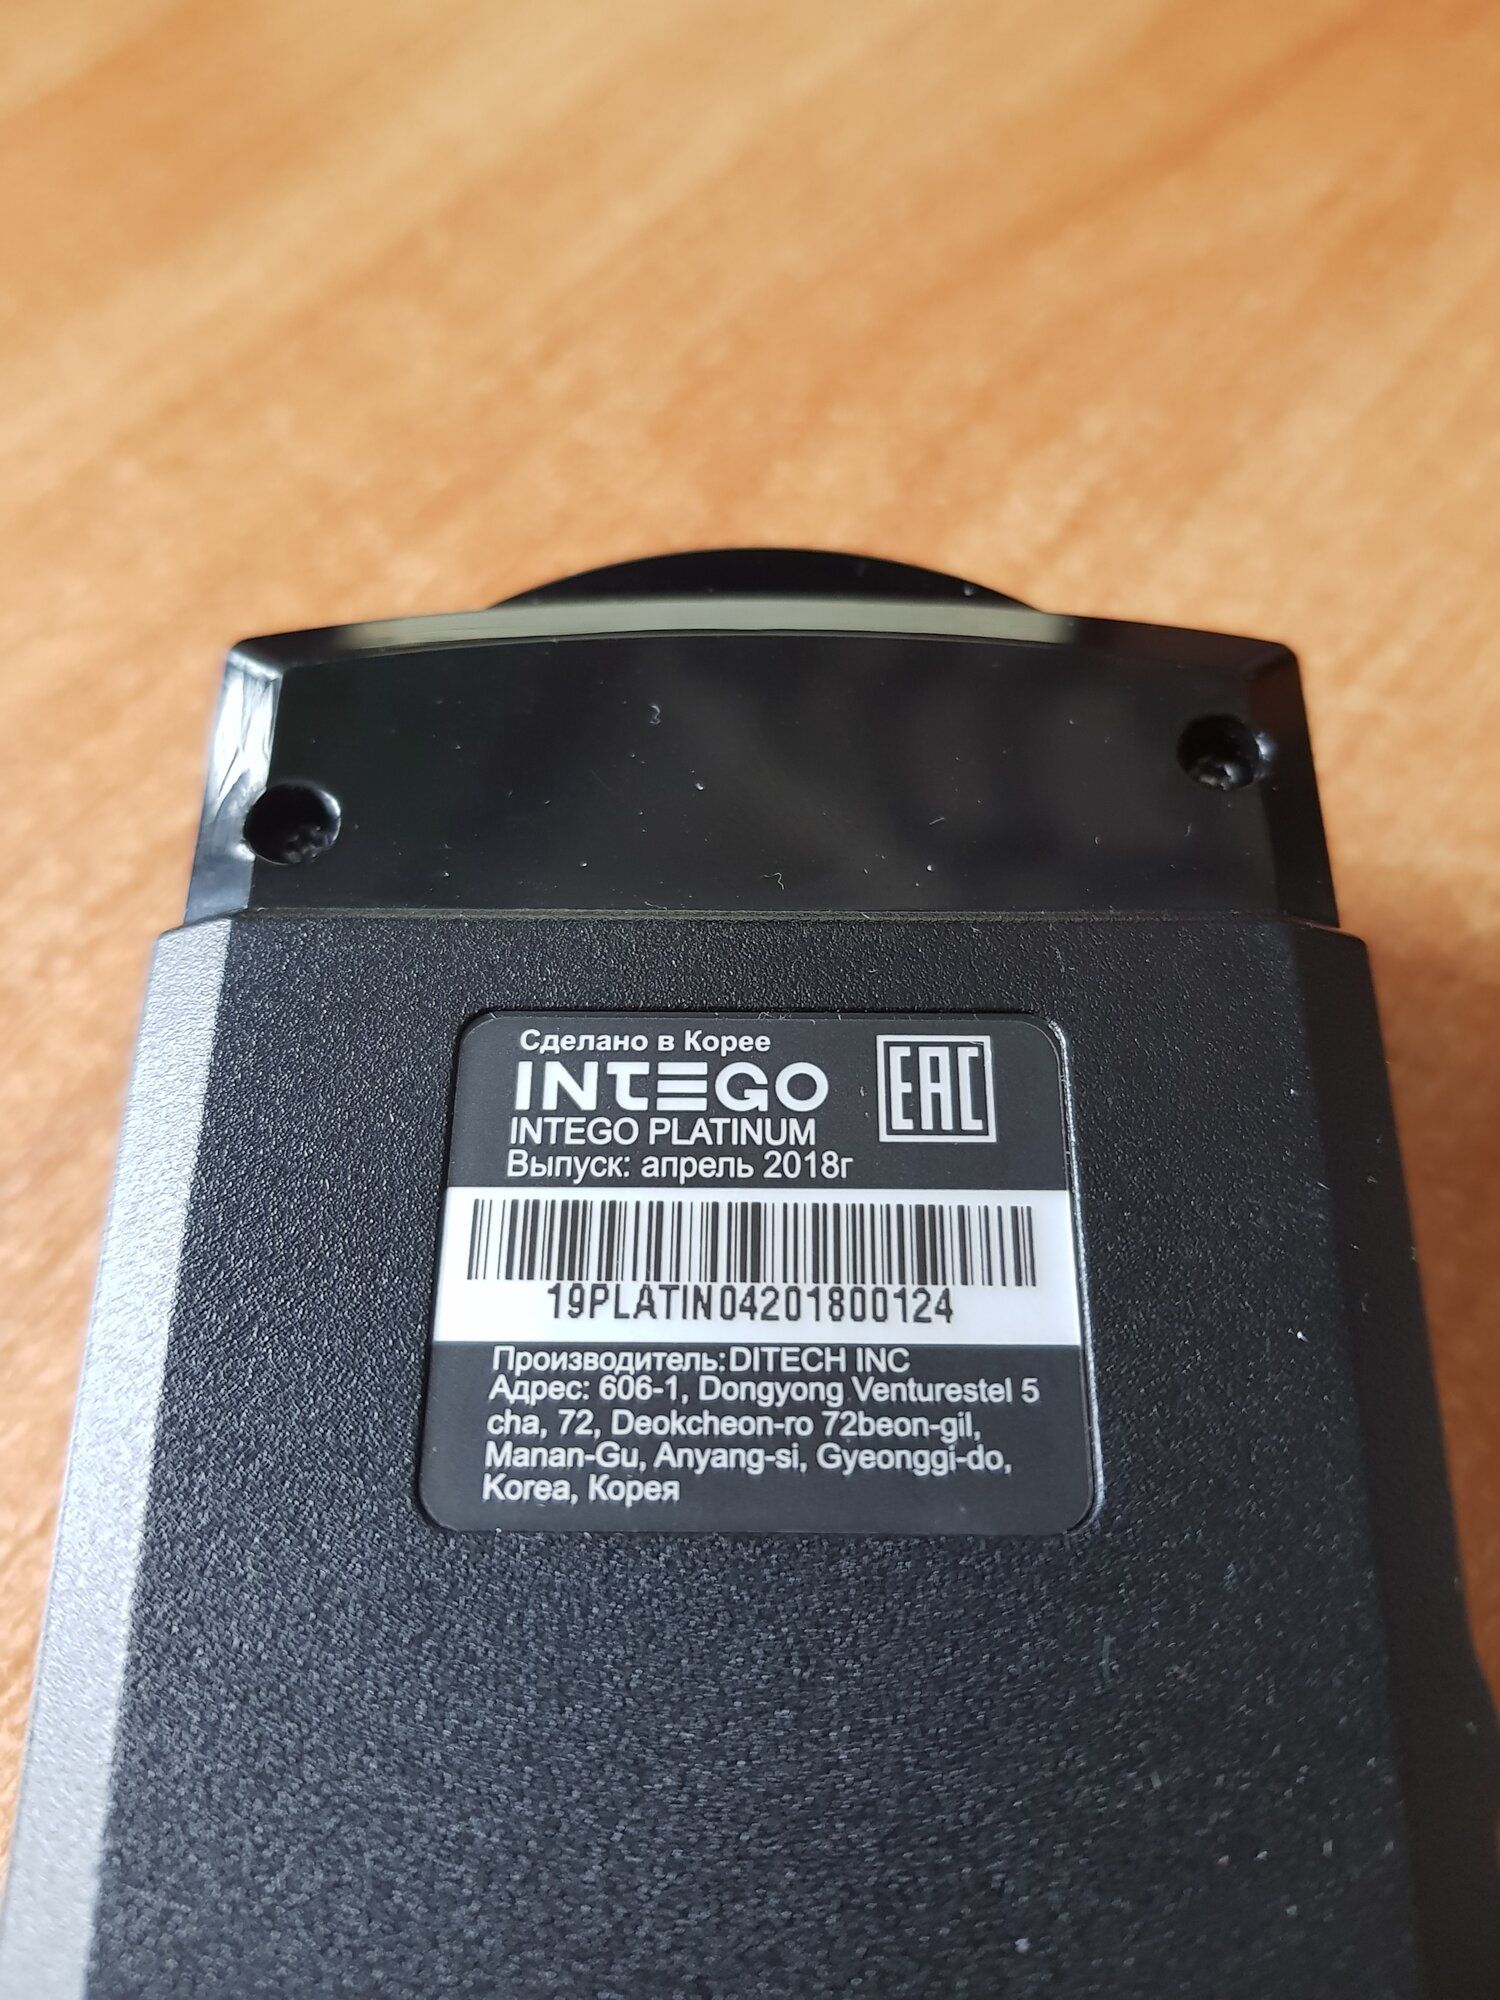 Сделано в Корее
INTEGO
EAC
INTEGO PLATINUM
Выпуск: апрель 2018г
19PLATIN04201800124
Производитель:DITECH INC
Адрес: 606-1, Dongyong Venturestel 5
cha, 72, Deokcheon-ro 72beon-gil,
Manan-Gu, Anyang-si, Gyeonggi-do,
Korea, Корея